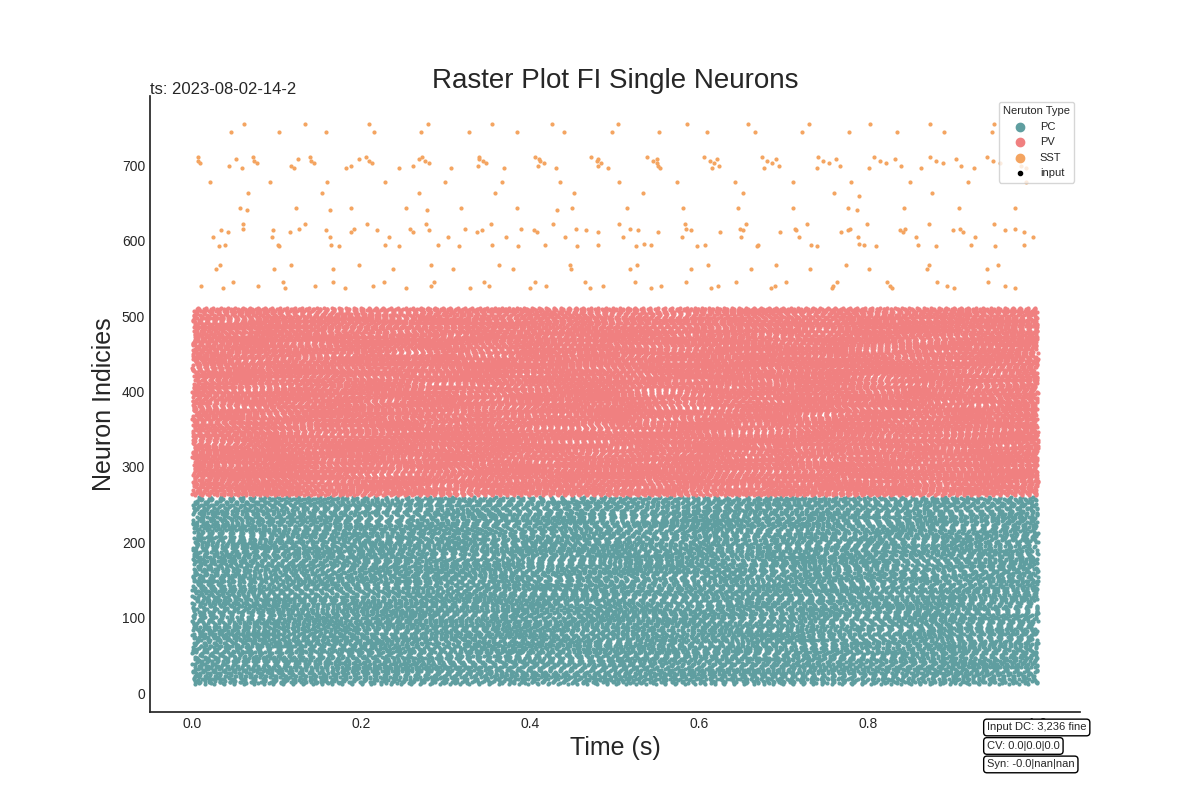 Raster Plot FI Single Neurons
ts: 2023-08-02-14-2
Neruton Type
PC
PV
SST
input
Neuron Indicies
700
600
500
400
300
200
100
0
0.0 0.2 0.4 0.6 0.8
Time (s)
Input DC: 3,236 fine
CV: 0.0|0.0|0.0
Syn: -0.0|nan|nan